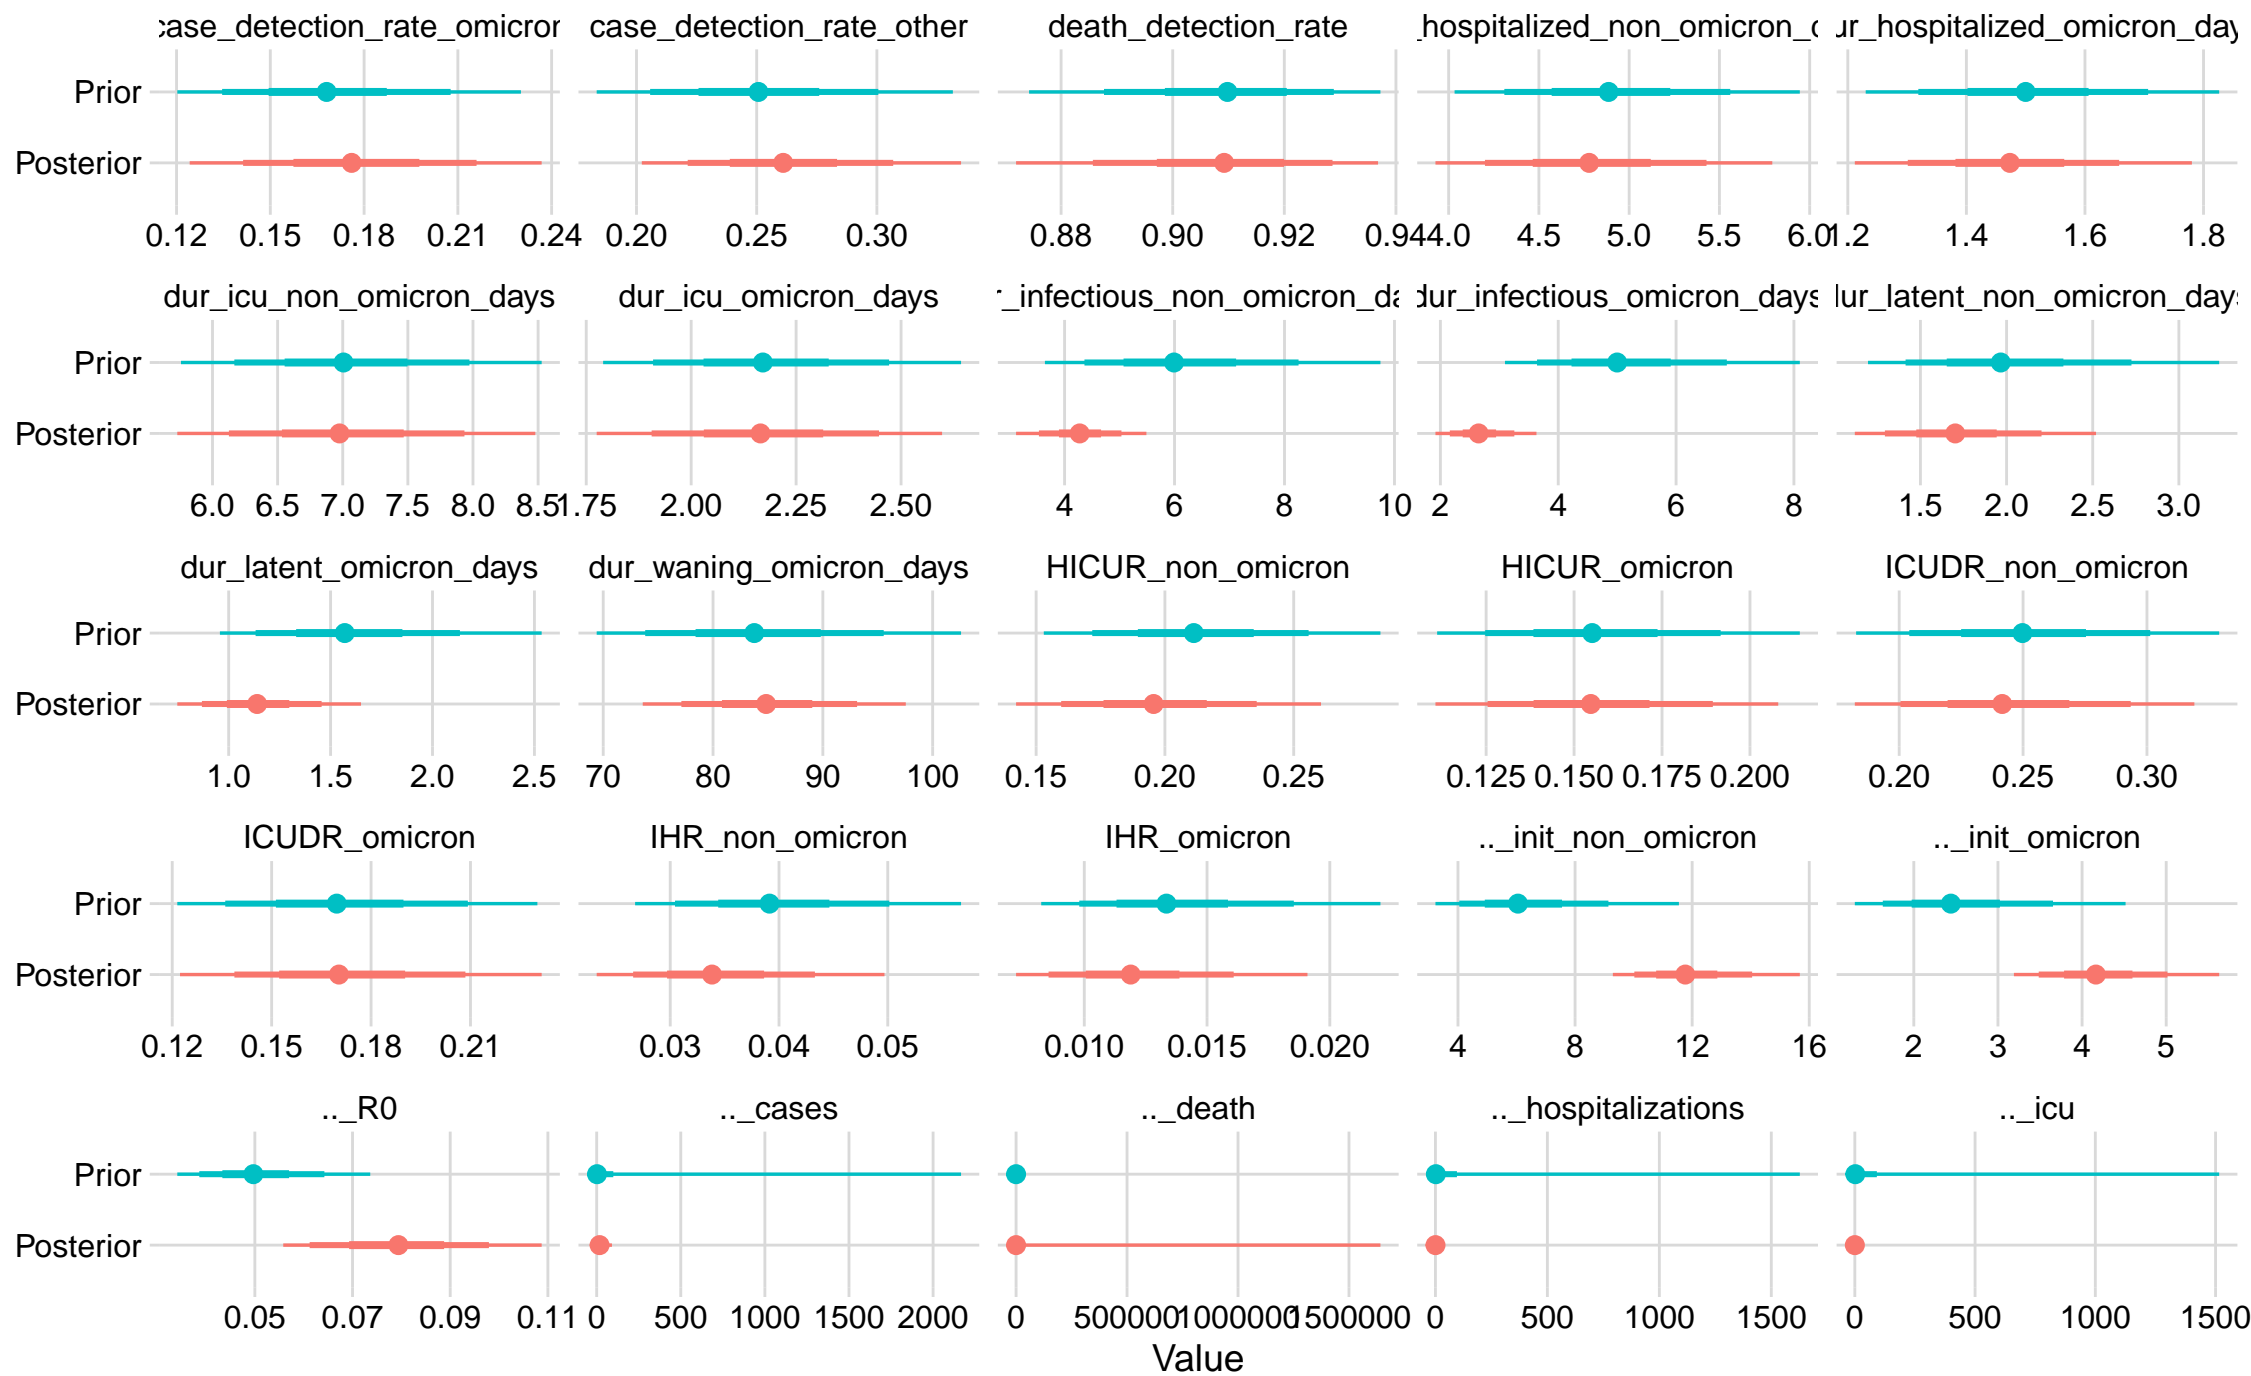 case_detection_rate_omicron case_detection_rate_other death_detection_rate _hospitalized_non_omicron_ ur_hospitalized_omicron_day
Prior
Posterior
0.12 0.15 0.18 0.21 0.24 0.20 0.25 0.30 0.88 0.90 0.92 0.94 4.0 4.5 5.0 5.5 6.0 1.2 1.4 1.6 1.8
dur_icu_non_omicron_days dur_icu_omicron_days r_infectious_non_omicron_da dur_infectious_omicron_days dur_latent_non_omicron_days
Prior
Posterior
6.0 6.5 7.0 7.5 8.0 8.5 1.75 2.00 2.25 2.50 4 6 8 10 2 4 6 8 1.5 2.0 2.5 3.0
dur_latent_omicron_days dur_waning_omicron_days HICUR_non_omicron HICUR_omicron ICUDR_non_omicron
Prior
Posterior
1.0 1.5 2.0 2.5 70 80 90 100 0.15 0.20 0.25 0.125 0.150 0.175 0.200 0.20 0.25 0.30
ICUDR_omicron IHR_non_omicron IHR_omicron .._init_non_omicron .._init_omicron
Prior
Posterior
0.12 0.15 0.18 0.21 0.03 0.04 0.05 0.010 0.015 0.020 4 8 12 16 2 3 4 5
.._R0 .._cases .._death .._hospitalizations .._icu
Prior
Posterior
0.05 0.07 0.09 0.11 0 500 1000 1500 2000 0 500000 1000000 1500000 0 500 1000 1500 0 500 1000 1500
Value